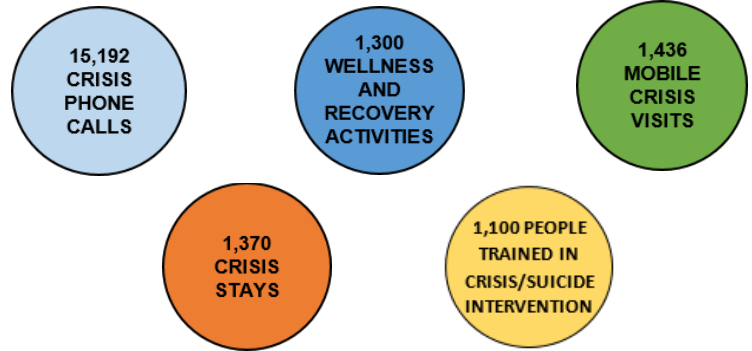 15,192
CRISIS
PHONE
CALLS
1,300
WELLNESS
AND
RECOVERY
ACTIVITIES
1,436
MOBILE
CRISIS
VISITS
1,370
CRISIS
STAYS
1,100 PEOPLE
TRAINED IN
CRISIS/SUICIDE
INTERVENTION